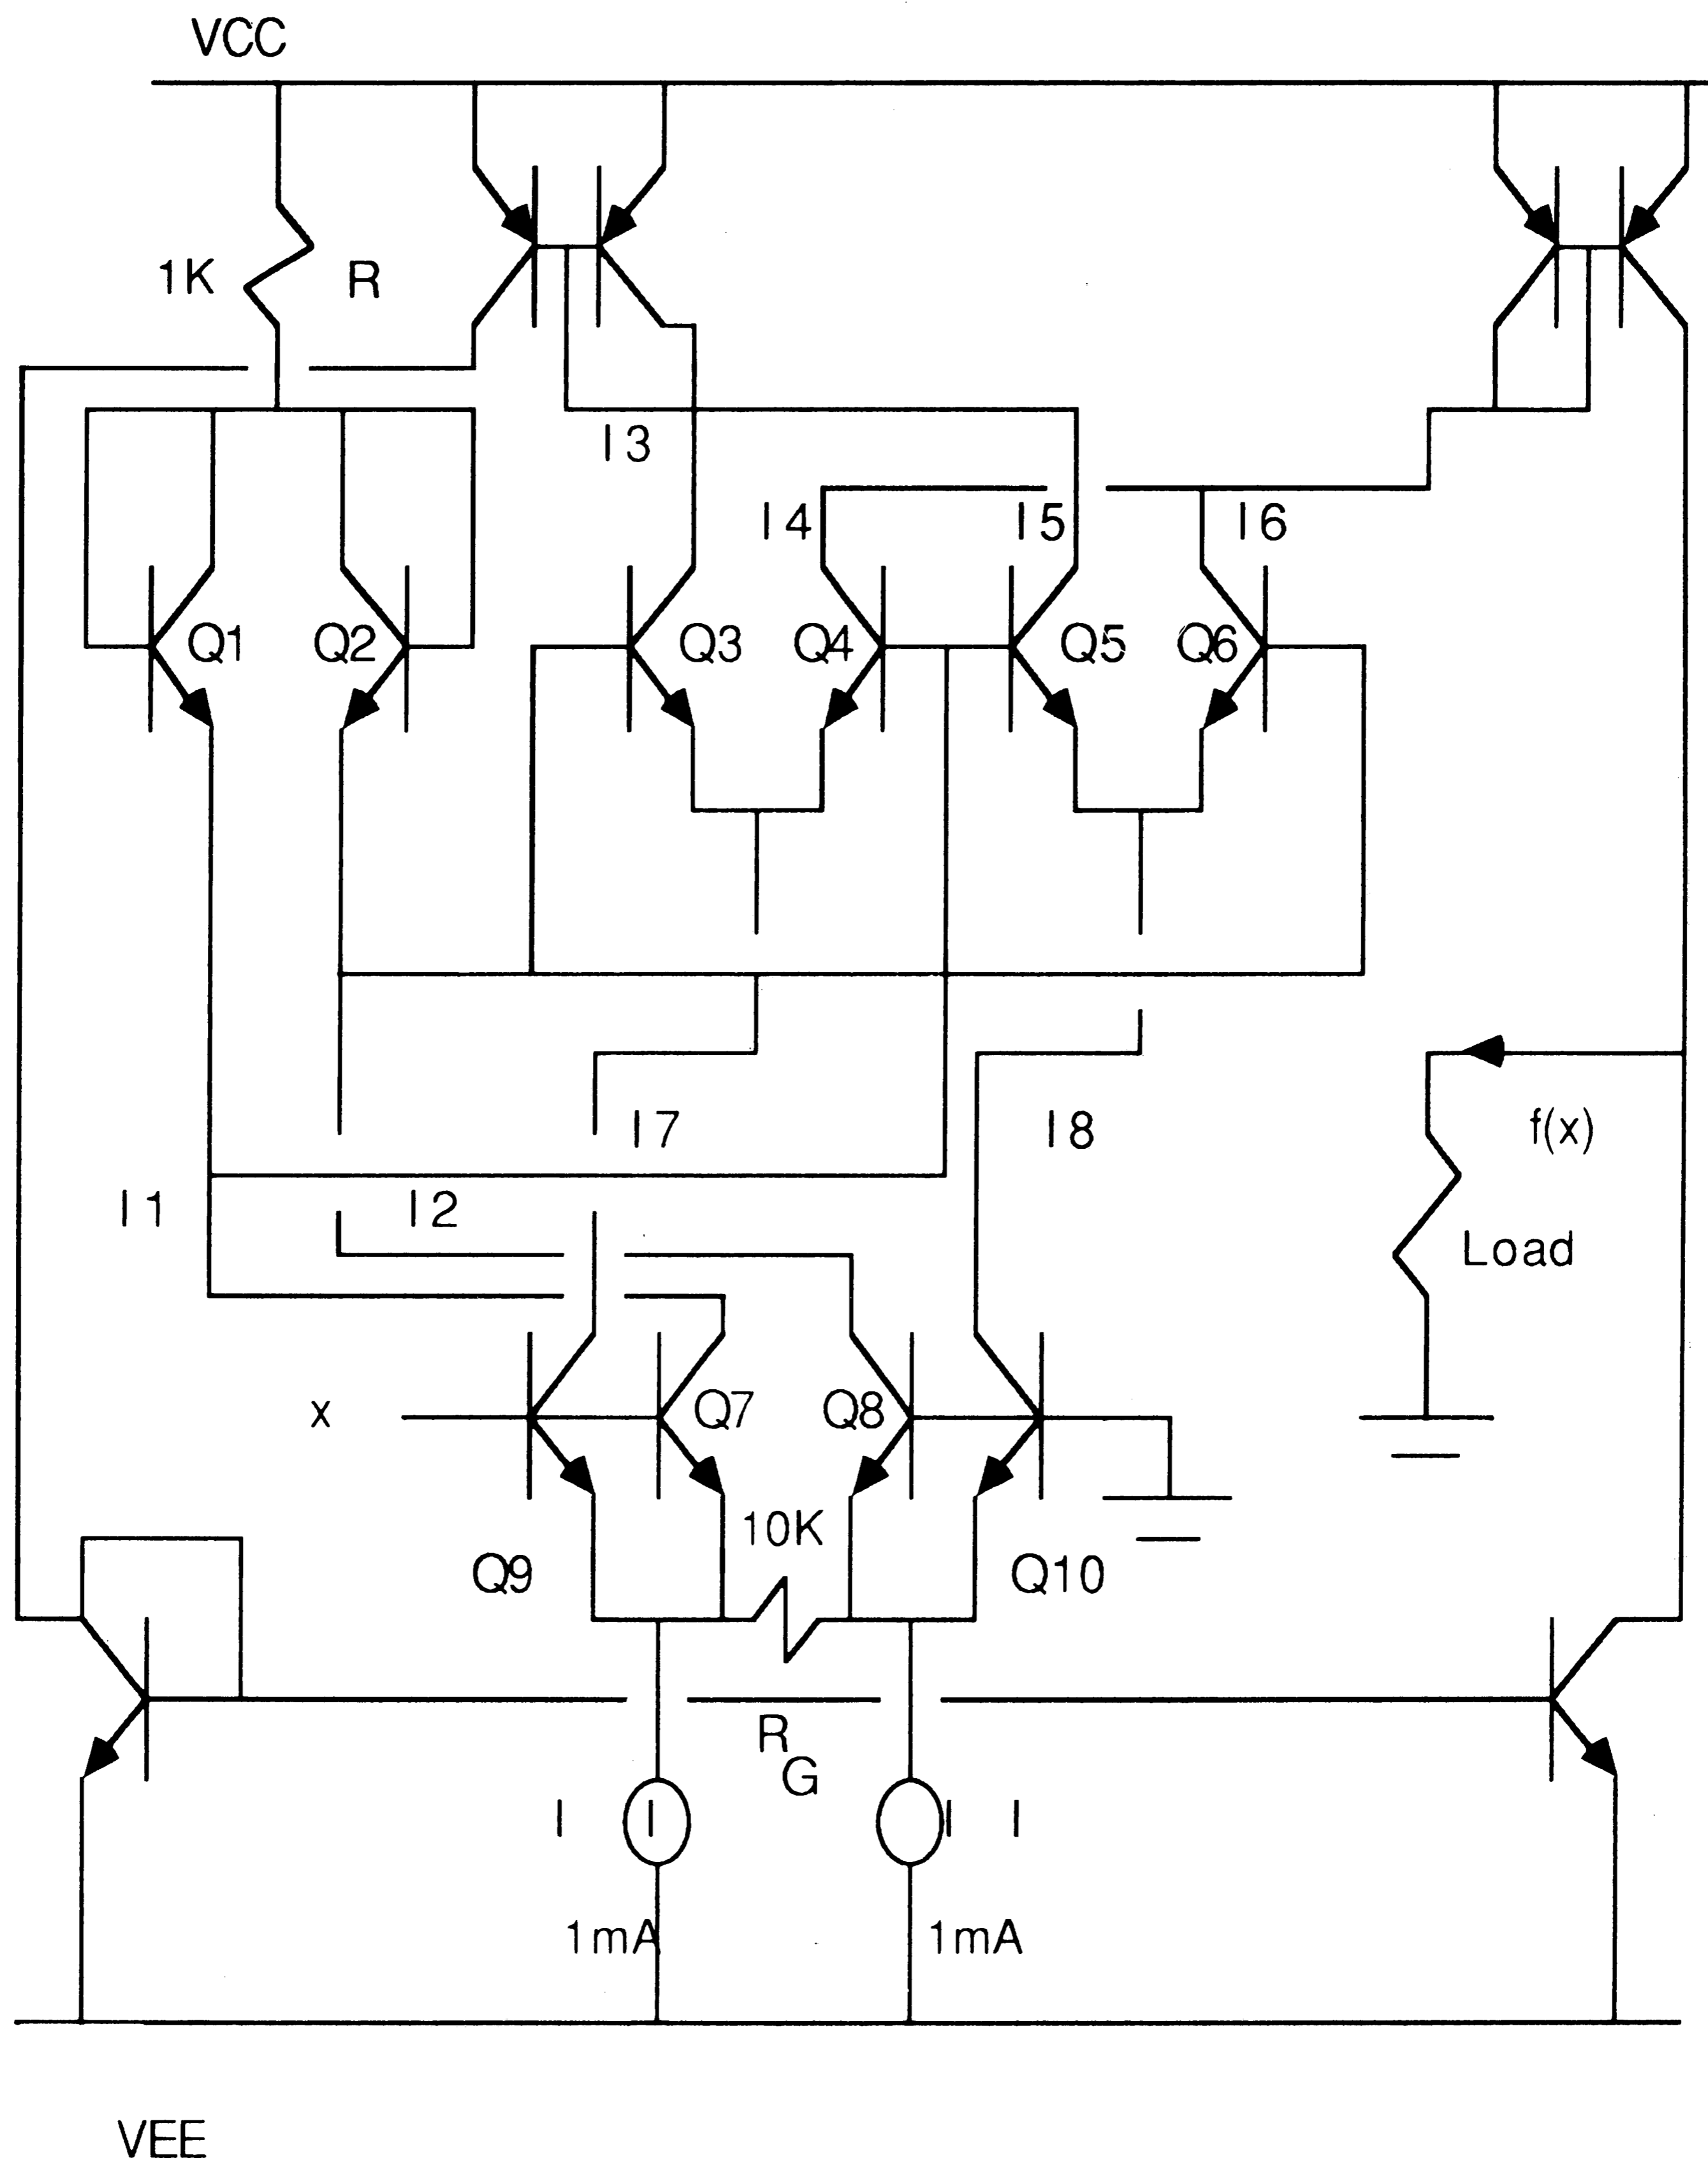 VCC
1K
R
I3
I4
I5
I6
Q1
Q2
Q3
Q4
Q5
Q6
I7
I8
f(x)
I1
I2
Load
x
Q7
Q8
10K
Q9
Q10
R
G
I
I
I
I
1mA
1mA
VEE